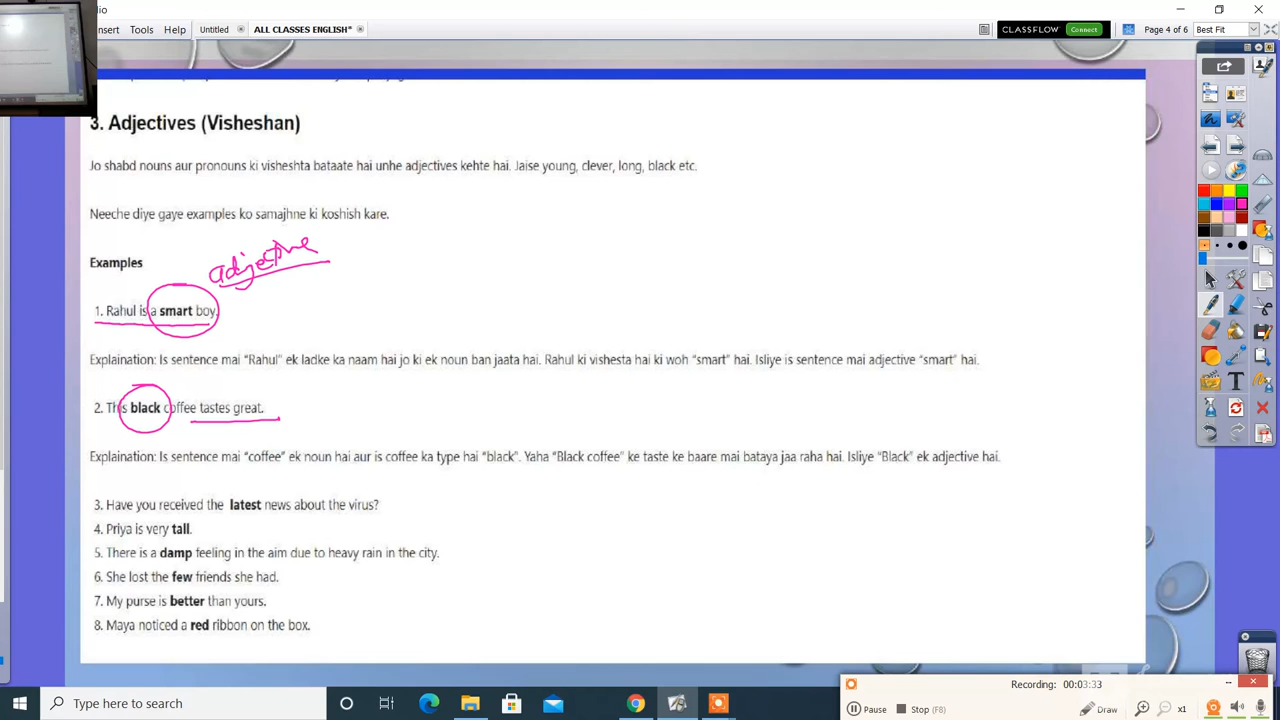 io
nsert Tools Help Untitled ALL CLASSES ENGLISH* CLASSFLOW Connect Page 4 of 6 Best Fit
3. Adjectives (Visheshan)
Jo shabd nouns aur pronouns ki visheshta bataate hai unhe adjectives kehte hai. Jaise young, clever, long, black etc.
Neeche diye gaye examples ko samajhne ki koshish kare.
adjective
Examples
1. Rahul is a smart boy.
Explaination: Is sentence mai “Rahul” ek ladke ka naam hai jo ki ek noun ban jaata hai. Rahul ki vishesta hai ki woh “smart” hai. Isliye is sentence mai adjective “smart” hai.
2. This black coffee tastes great.
Explaination: Is sentence mai “coffee” ek noun hai aur is coffee ka type hai “black”. Yaha “Black coffee” ke taste ke baare mai bataya jaa raha hai. Isliye “Black” ek adjective hai.
3. Have you received the latest news about the virus?
4. Priya is very tall.
5. There is a damp feeling in the aim due to heavy rain in the city.
6. She lost the few friends she had.
7. My purse is better than yours.
8. Maya noticed a red ribbon on the box.
Recording: 00:03:33
Type here to search
Pause Stop (F8) Draw x1